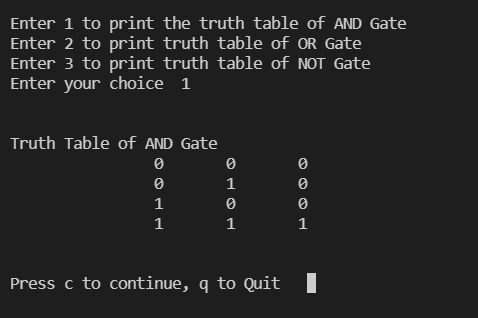 Enter 1 to print the truth table of AND Gate
Enter 2 to print truth table of OR Gate
Enter 3 to print truth table of NOT Gate
Enter your choice  1
Truth Table of AND Gate
0 0 0
0 1 0
1 0 0
1 1 1
Press c to continue, q to Quit